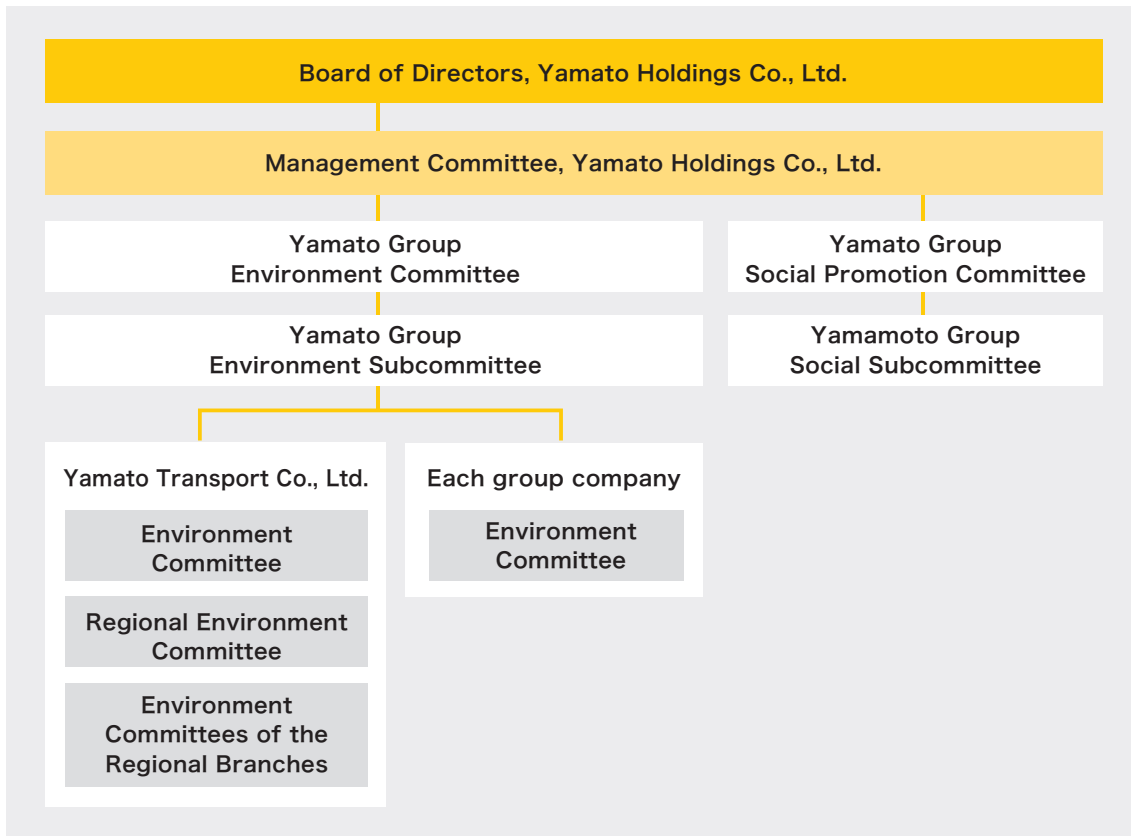 Board of Directors, Yamato Holdings Co., Ltd.
Management Committee, Yamato Holdings Co., Ltd.
Yamato Group
Environment Committee
Yamato Group
Social Promotion Committee
Yamato Group
Environment Subcommittee
Yamamoto Group
Social Subcommittee
Yamato Transport Co., Ltd.
Environment
Committee
Regional Environment
Committee
Environment
Committees of the
Regional Branches
Each group company
Environment
Committee